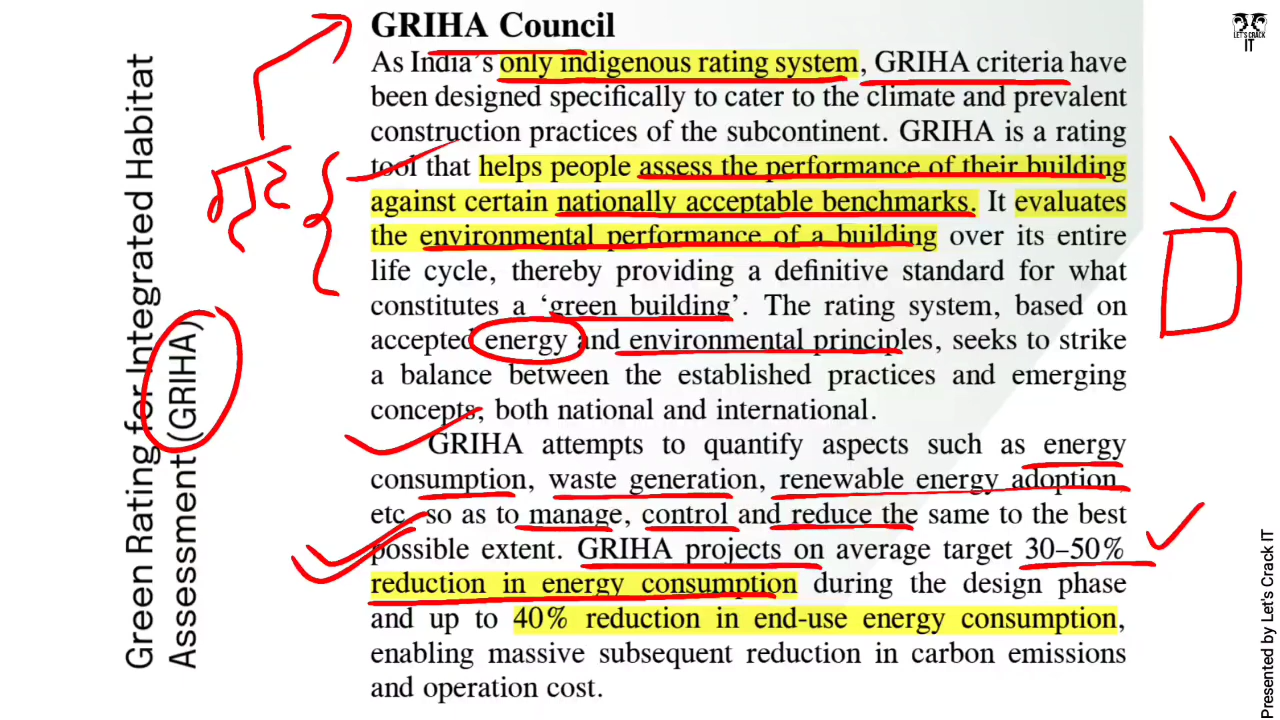 GRIHA Council
As India's only indigenous rating system, GRIHA criteria have
been designed specifically to cater to the climate and prevalent
construction practices of the subcontinent. GRIHA is a rating
tool that helps people assess the performance of their building
against certain nationally acceptable benchmarks. It evaluates
the environmental performance of a building over its entire
life cycle, thereby providing a definitive standard for what
constitutes a ‘green building’. The rating system, based on
accepted energy and environmental principles, seeks to strike
a balance between the established practices and emerging
concepts, both national and international.
GRIHA attempts to quantify aspects such as energy
consumption, waste generation, renewable energy adoption,
etc. so as to manage, control and reduce the same to the best
possible extent. GRIHA projects on average target 30–50%
reduction in energy consumption during the design phase
and up to 40% reduction in end-use energy consumption,
enabling massive subsequent reduction in carbon emissions
and operation cost.
Green Rating for Integrated Habitat
Assessment (GRIHA)
LET'S CRACK
IT
Presented by Let's Crack IT